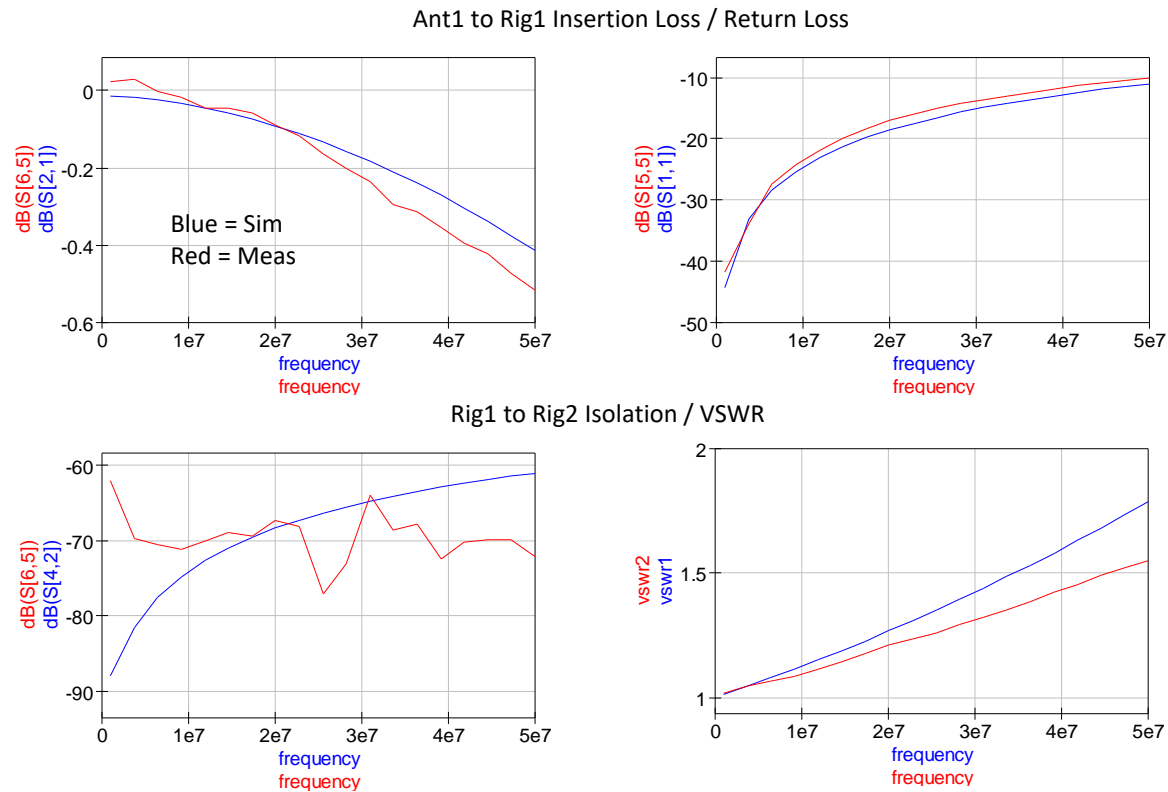 Ant1 to Rig1 Insertion Loss / Return Loss
0
-0.2
-0.4
-0.6
dB(S[6,5])
dB(S[2,1])
Blue = Sim
Red = Meas
0 1e7 2e7 3e7 4e7 5e7
frequency
frequency
-10
-20
-30
-40
-50
dB(S[5,5])
dB(S[1,1])
0 1e7 2e7 3e7 4e7 5e7
frequency
frequency
Rig1 to Rig2 Isolation / VSWR
-60
-70
-80
-90
dB(S[6,5])
dB(S[4,2])
0 1e7 2e7 3e7 4e7 5e7
frequency
frequency
2
1.5
1
vswr2
vswr1
0 1e7 2e7 3e7 4e7 5e7
frequency
frequency